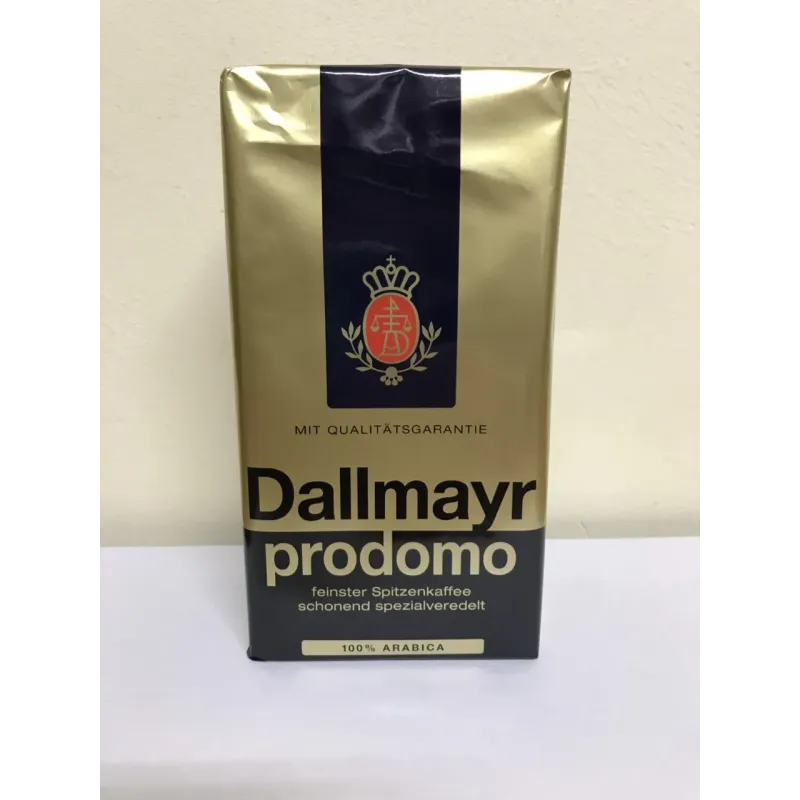 MIT QUALITÄTSGARANTIE
Dallmayr
prodomo
feinster Spitzenkaffee
schonend spezialveredelt
100% ARABICA